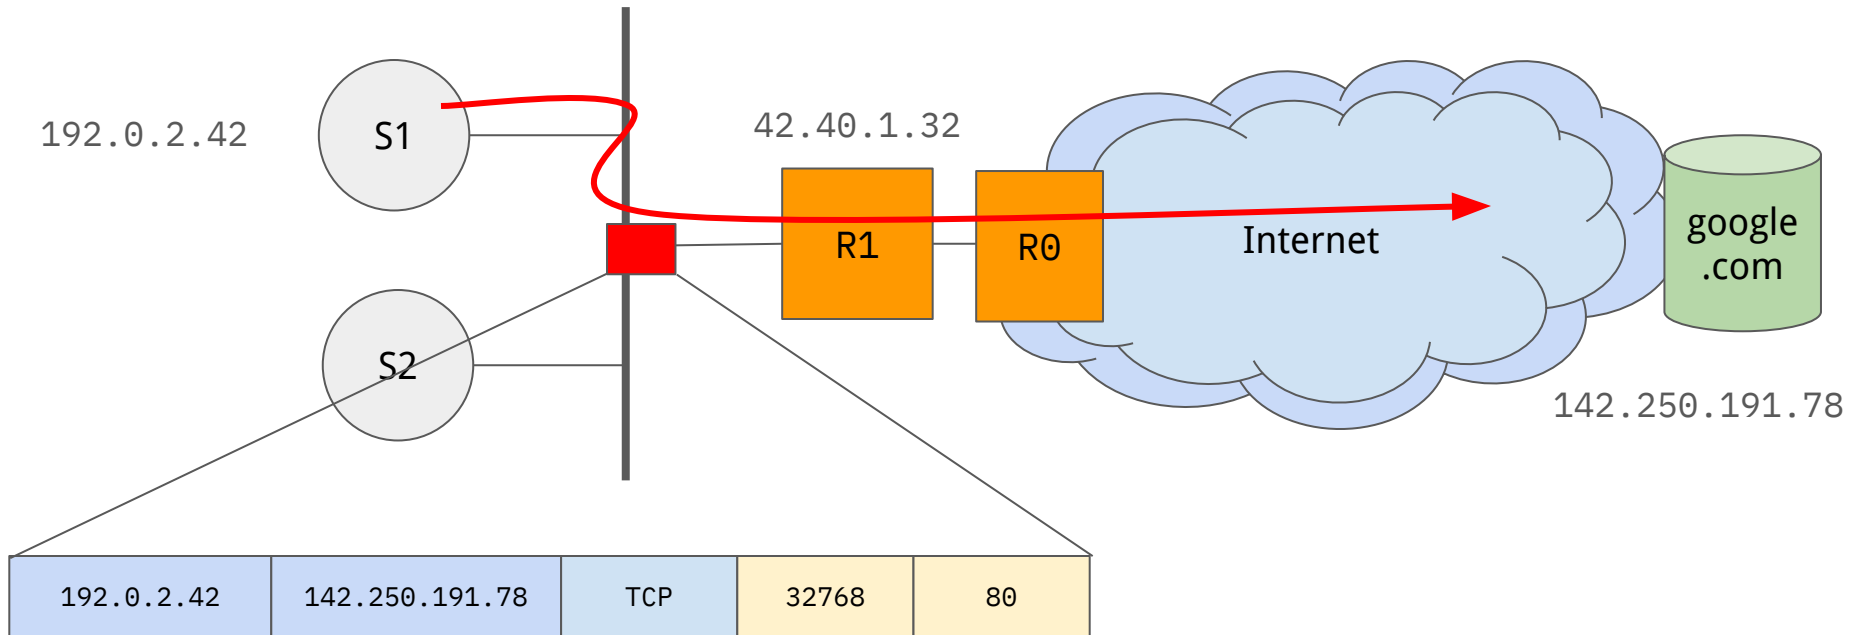 192.0.2.42
S1
42.40.1.32
R1
R0
Internet
google
.com
S2
142.250.191.78
192.0.2.42
142.250.191.78
TCP
32768
80